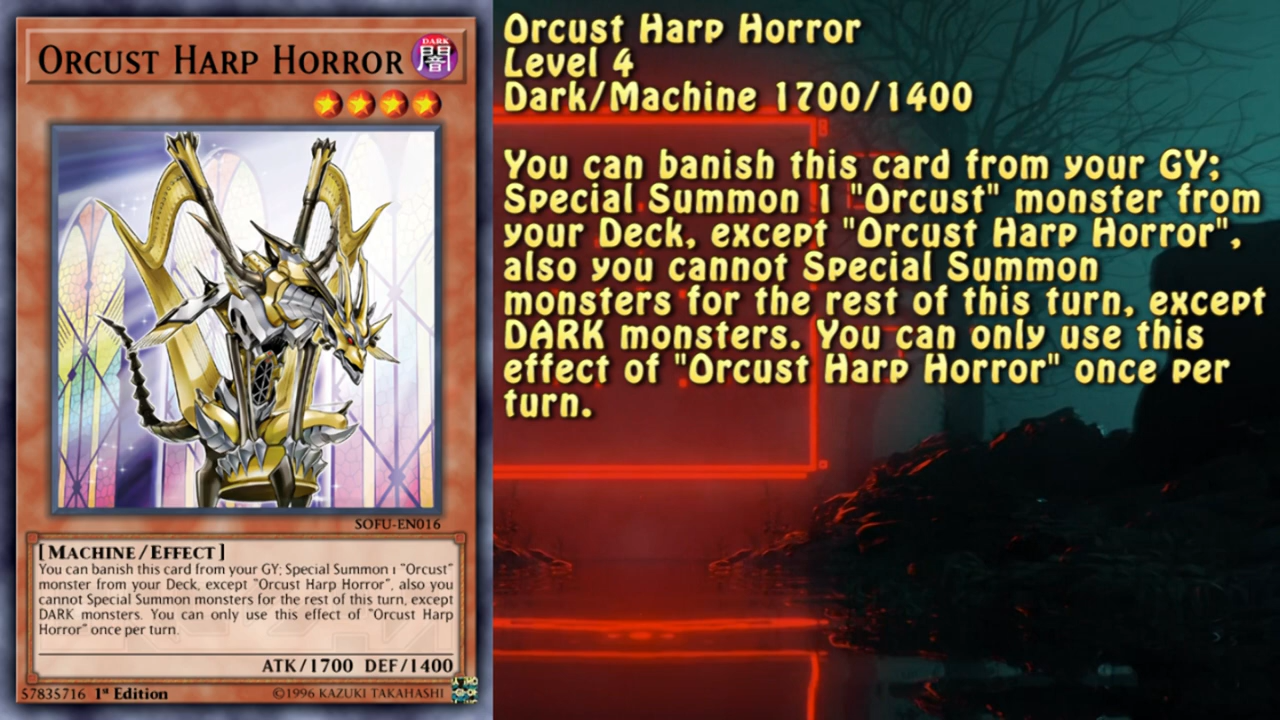 ORCUST HARP HORROR
DARK
闇
SOFU-EN016
[MACHINE/EFFECT]
You can banish this card from your GY; Special Summon 1 "Orcust"
monster from your Deck, except "Orcust Harp Horror", also you
cannot Special Summon monsters for the rest of this turn, except
DARK monsters. You can only use this effect of "Orcust Harp
Horror" once per turn.
ATK/1700 DEF/1400
57835716 1st Edition ©1996 KAZUKI TAKAHASHI
Orcust Harp Horror
Level 4
Dark/Machine 1700/1400
You can banish this card from your GY;
Special Summon 1 "Orcust" monster from
your Deck, except "Orcust Harp Horror",
also you cannot Special Summon
monsters for the rest of this turn, except
DARK monsters. You can only use this
effect of "Orcust Harp Horror" once per
turn.